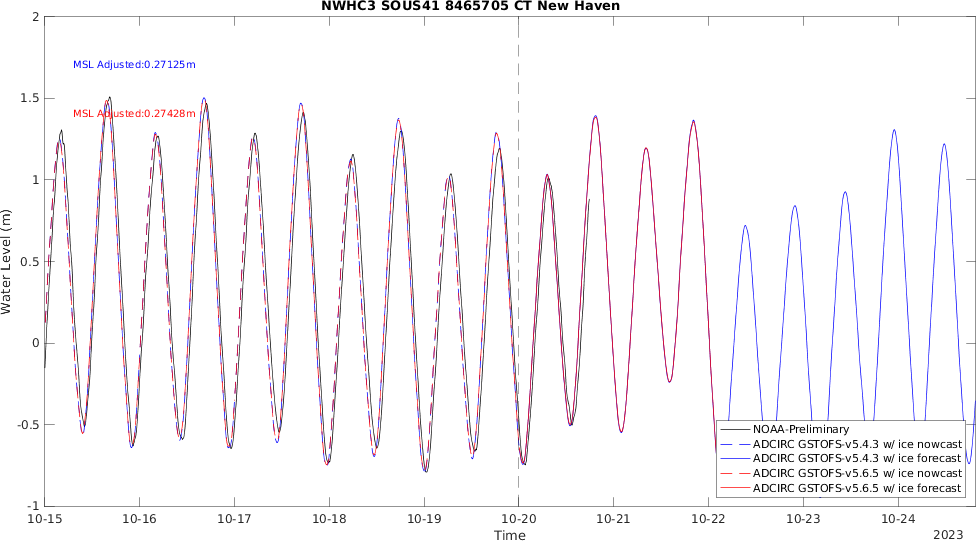 NWHC3 SOUS41 8465705 CT New Haven
2
MSL Adjusted:0.27125m
1.5
MSL Adjusted:0.27428m
1
Water Level (m)
0.5
0
-0.5
NOAA-Preliminary
ADCIRC GSTOFS-v5.4.3 w/ ice nowcast
ADCIRC GSTOFS-v5.4.3 w/ ice forecast
ADCIRC GSTOFS-v5.6.5 w/ ice nowcast
ADCIRC GSTOFS-v5.6.5 w/ ice forecast
-1
10-15 10-16 10-17 10-18 10-19 10-20 10-21 10-22 10-23 10-24
Time
2023